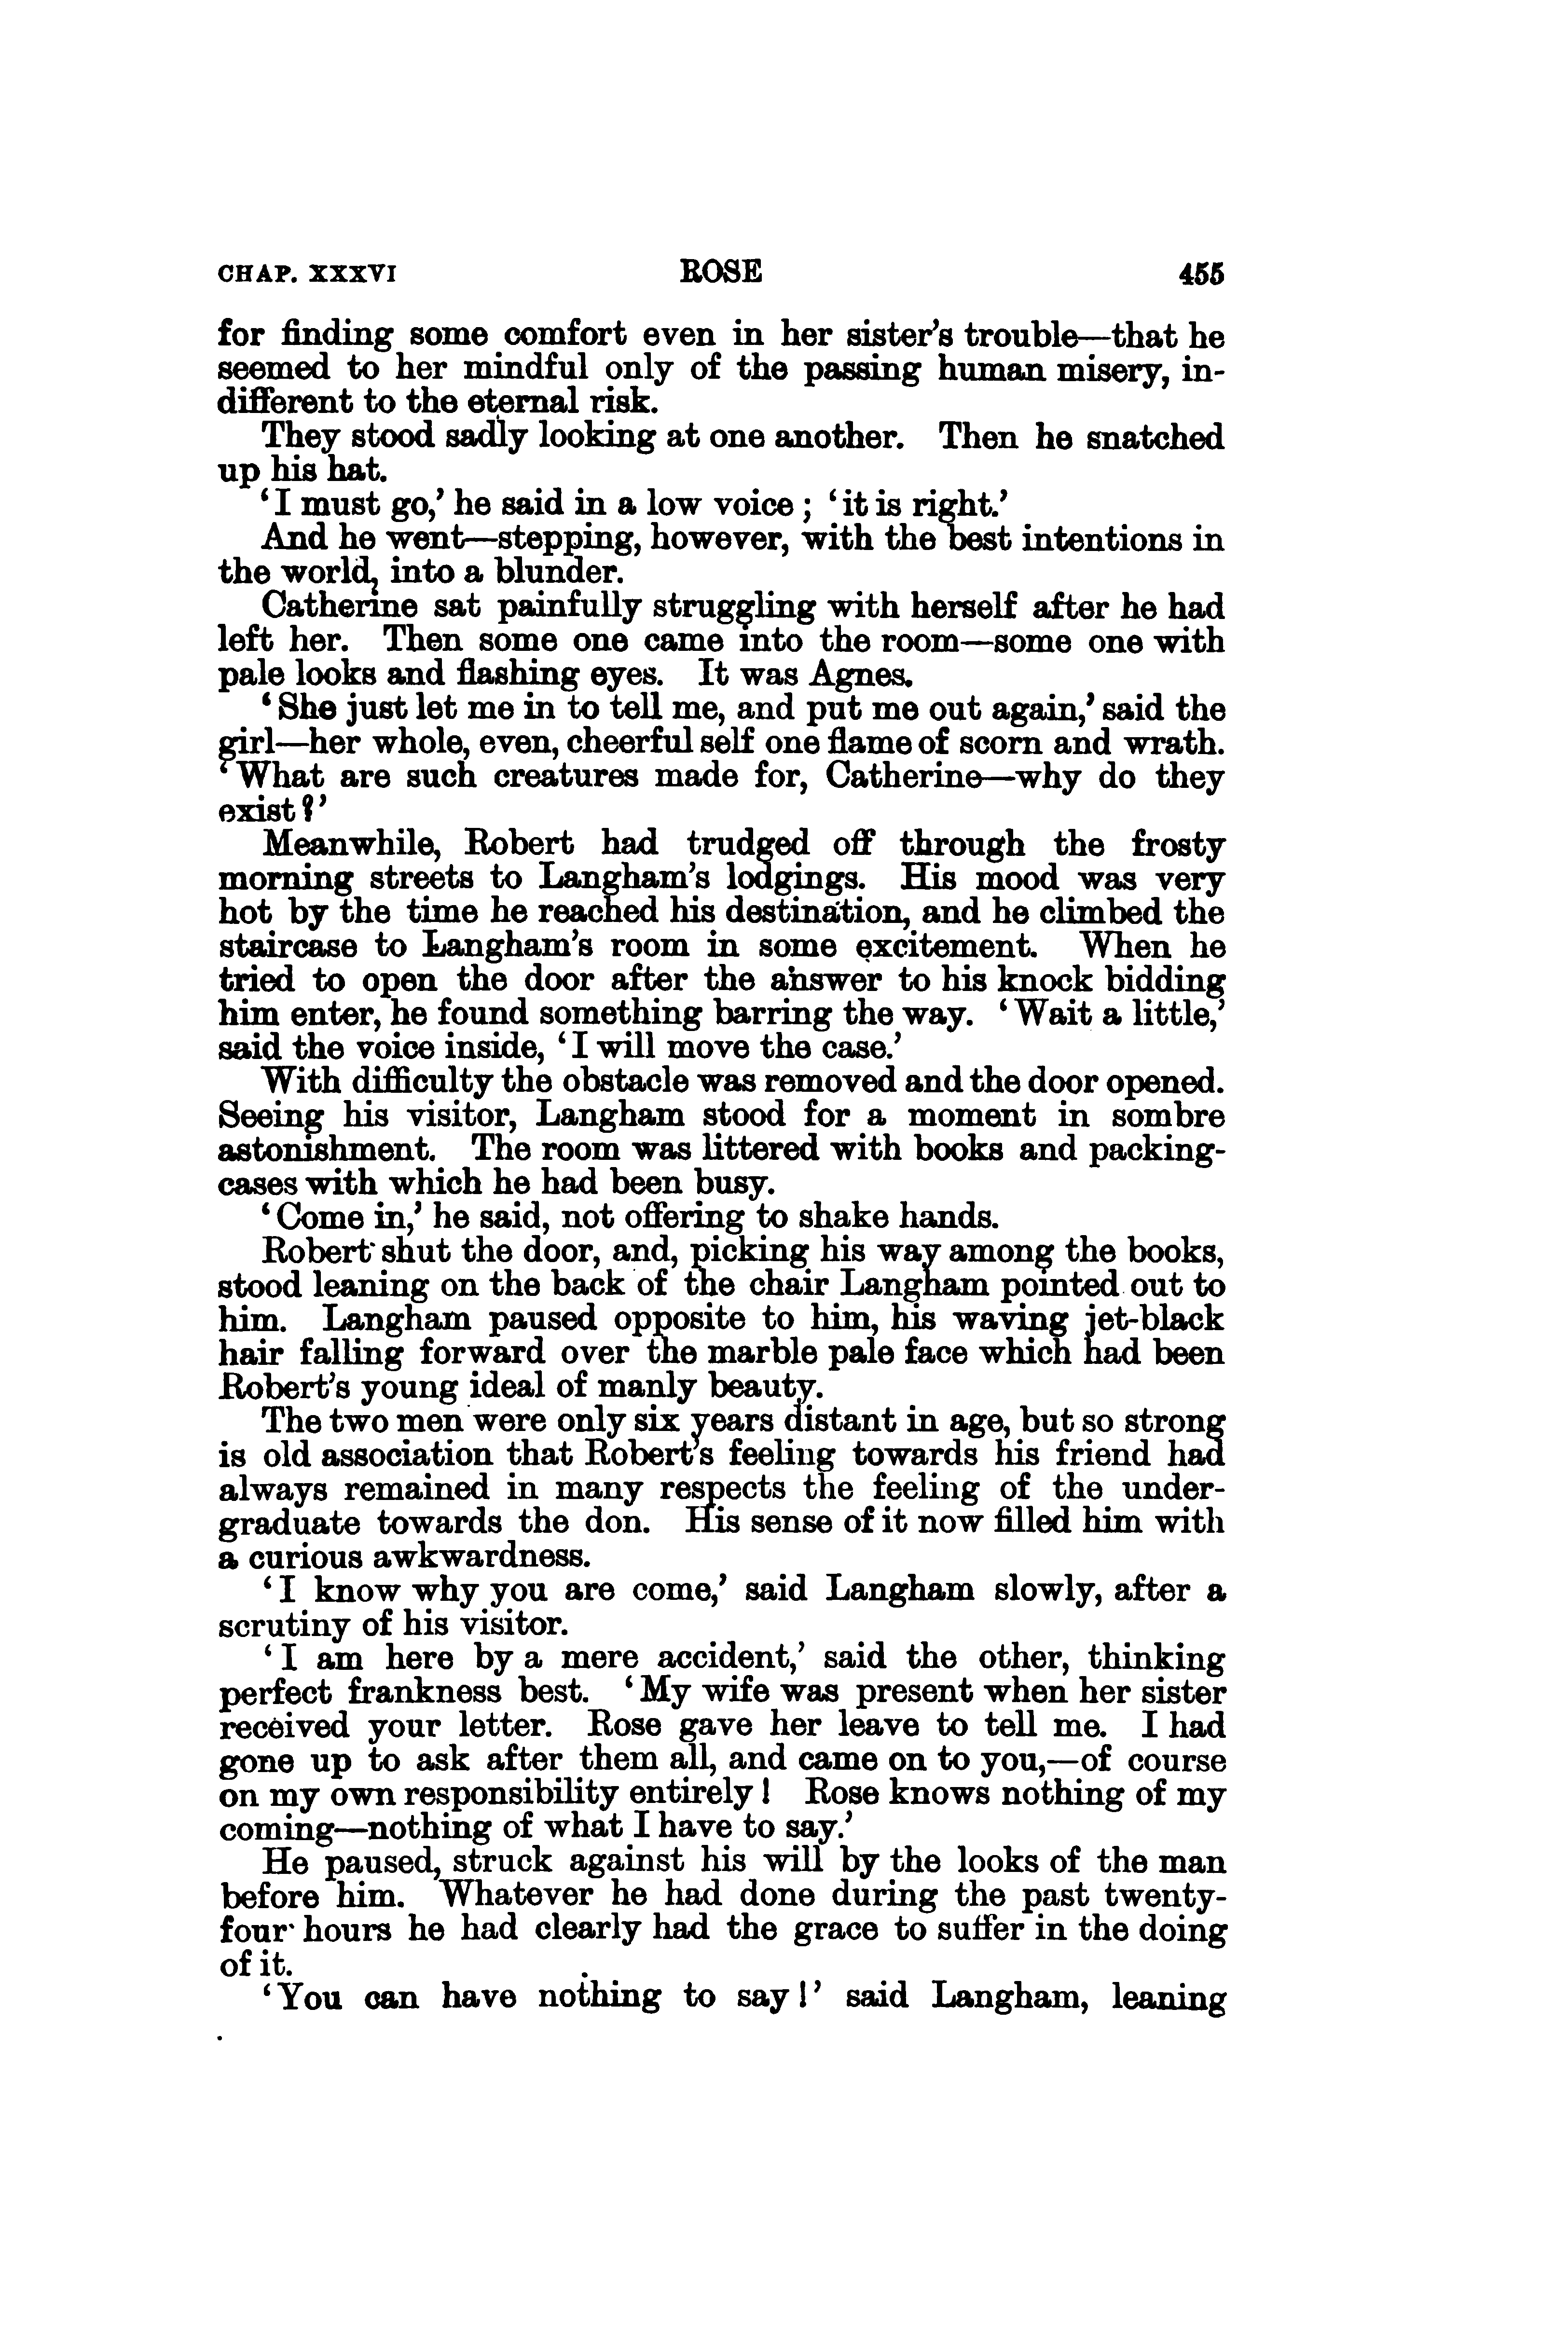 CHAP. XXXVI ROSE 455
for finding some comfort even in her sister's trouble—that he
seemed to her mindful only of the passing human misery, in-
different to the eternal risk.
They stood sadly looking at one another. Then he snatched
up his hat.
'I must go,' he said in a low voice; 'it is right.'
And he went—stepping, however, with the best intentions in
the world, into a blunder.
Catherine sat painfully struggling with herself after he had
left her. Then some one came into the room—some one with
pale looks and flashing eyes. It was Agnes.
'She just let me in to tell me, and put me out again,' said the
girl—her whole, even, cheerful self one flame of scorn and wrath.
'What are such creatures made for, Catherine—why do they
exist?'
Meanwhile, Robert had trudged off through the frosty
morning streets to Langham's lodgings. His mood was very
hot by the time he reached his destination, and he climbed the
staircase to Langham's room in some excitement. When he
tried to open the door after the answer to his knock bidding
him enter, he found something barring the way. 'Wait a little,'
said the voice inside, 'I will move the case.'
With difficulty the obstacle was removed and the door opened.
Seeing his visitor, Langham stood for a moment in sombre
astonishment. The room was littered with books and packing-
cases with which he had been busy.
'Come in,' he said, not offering to shake hands.
Robert shut the door, and, picking his way among the books,
stood leaning on the back of the chair Langham pointed out to
him. Langham paused opposite to him, his waving jet-black
hair falling forward over the marble pale face which had been
Robert's young ideal of manly beauty.
The two men were only six years distant in age, but so strong
is old association that Robert's feeling towards his friend had
always remained in many respects the feeling of the under-
graduate towards the don. His sense of it now filled him with
a curious awkwardness.
'I know why you are come,' said Langham slowly, after a
scrutiny of his visitor.
'I am here by a mere accident,' said the other, thinking
perfect frankness best. 'My wife was present when her sister
received your letter. Rose gave her leave to tell me. I had
gone up to ask after them all, and came on to you,—of course
on my own responsibility entirely! Rose knows nothing of my
coming—nothing of what I have to say.'
He paused, struck against his will by the looks of the man
before him. Whatever he had done during the past twenty-
four hours he had clearly had the grace to suffer in the doing
of it.
'You can have nothing to say!' said Langham, leaning